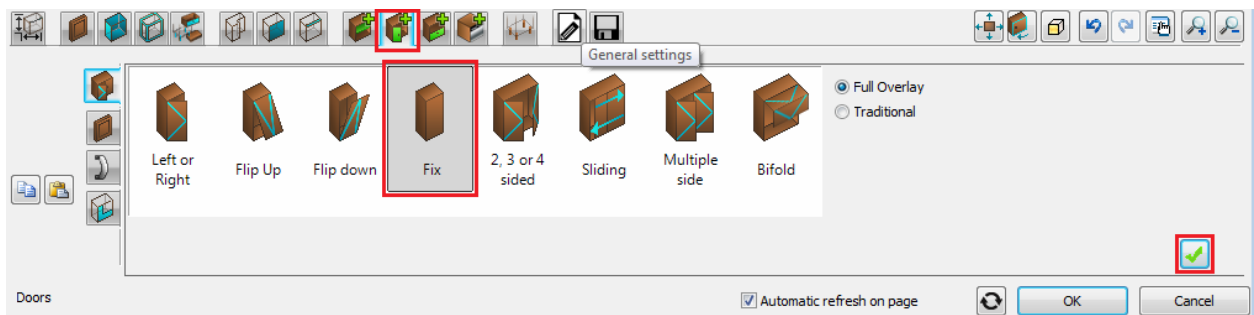 General settings
Left or
Right
Flip Up
Flip down
Fix
2, 3 or 4
sided
Sliding
Multiple
side
Bifold
Full Overlay
Traditional
Doors
Automatic refresh on page
OK
Cancel